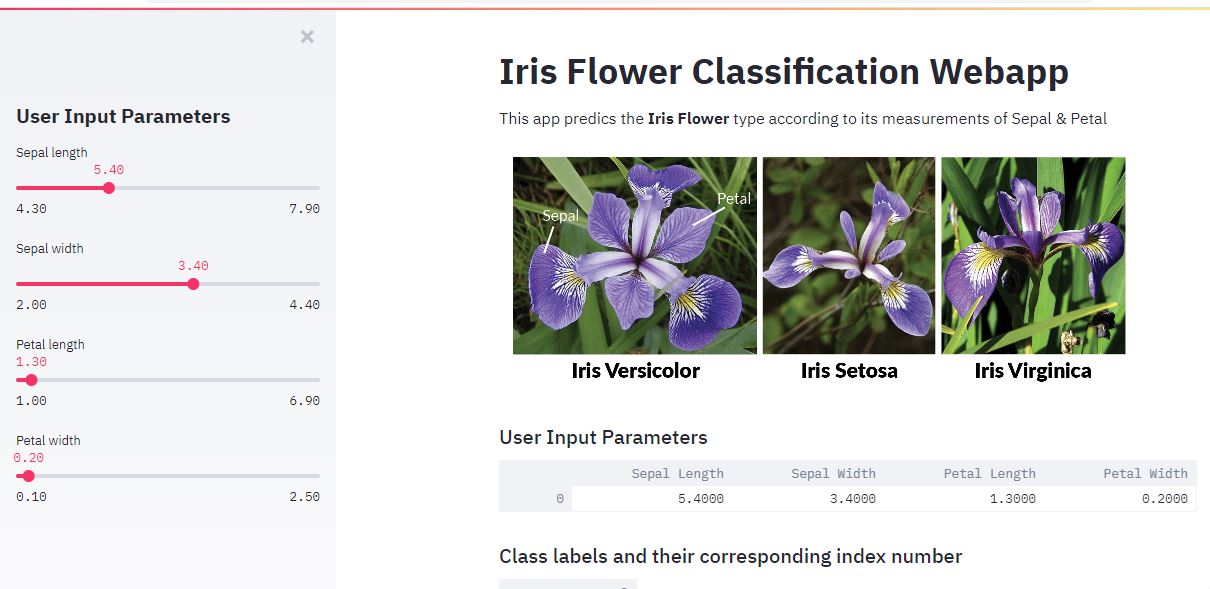 ×
User Input Parameters
Sepal length
5.40
4.30 7.90
Sepal width
3.40
2.00 4.40
Petal length
1.30
1.00 6.90
Petal width
0.20
0.10 2.50
Iris Flower Classification Webapp
This app predics the Iris Flower type according to its measurements of Sepal & Petal
Sepal
Petal
Iris Versicolor Iris Setosa Iris Virginica
User Input Parameters
Sepal Length Sepal Width Petal Length Petal Width
0 5.4000 3.4000 1.3000 0.2000
Class labels and their corresponding index number